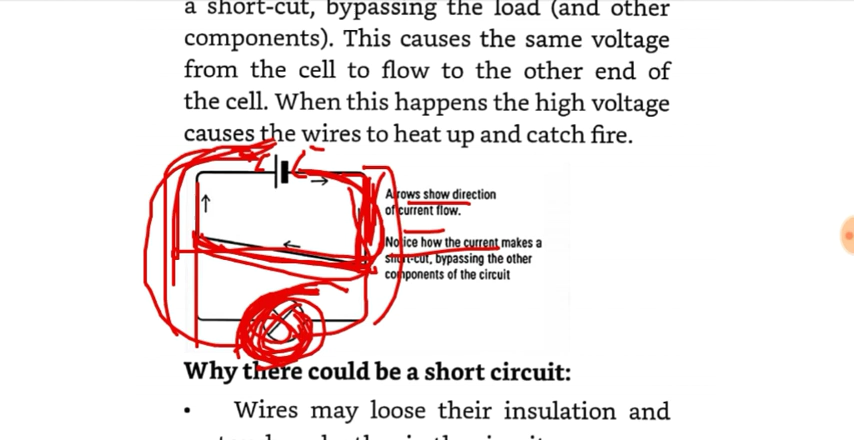 a short-cut, bypassing the load (and other
components). This causes the same voltage
from the cell to flow to the other end of
the cell. When this happens the high voltage
causes the wires to heat up and catch fire.
Arrows show direction
of current flow.
Notice how the current makes a
short-cut, bypassing the other
components of the circuit
Why there could be a short circuit:
• Wires may loose their insulation and